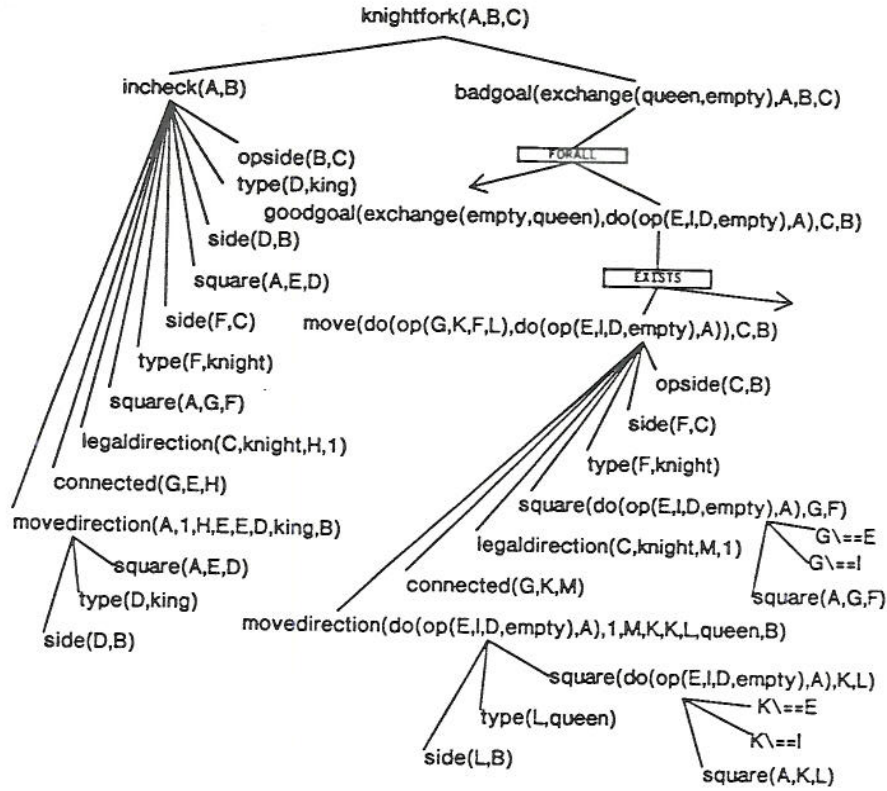 knightfork(A,B,C)
incheck(A,B)
badgoal(exchange(queen,empty),A,B,C)
opside(B,C)
FORALL
type(D,king)
goodgoal(exchange(empty,queen),do(op(E,I,D,empty),A),C,B)
side(D,B)
square(A,E,D)
EXISTS
side(F,C)
move(do(op(G,K,F,L),do(op(E,I,D,empty),A)),C,B)
type(F,knight)
opside(C,B)
square(A,G,F)
side(F,C)
legaldirection(C,knight,H,1)
type(F,knight)
connected(G,E,H)
square(do(op(E,I,D,empty),A),G,F)
movedirection(A,1,H,E,E,D,king,B)
G\==E
legaldirection(C,knight,M,1)
G\==I
square(A,E,D)
connected(G,K,M)
type(D,king)
square(A,G,F)
side(D,B)
movedirection(do(op(E,I,D,empty),A),1,M,K,K,L,queen,B)
square(do(op(E,I,D,empty),A),K,L)
type(L,queen)
K\==E
side(L,B)
K\==I
square(A,K,L)